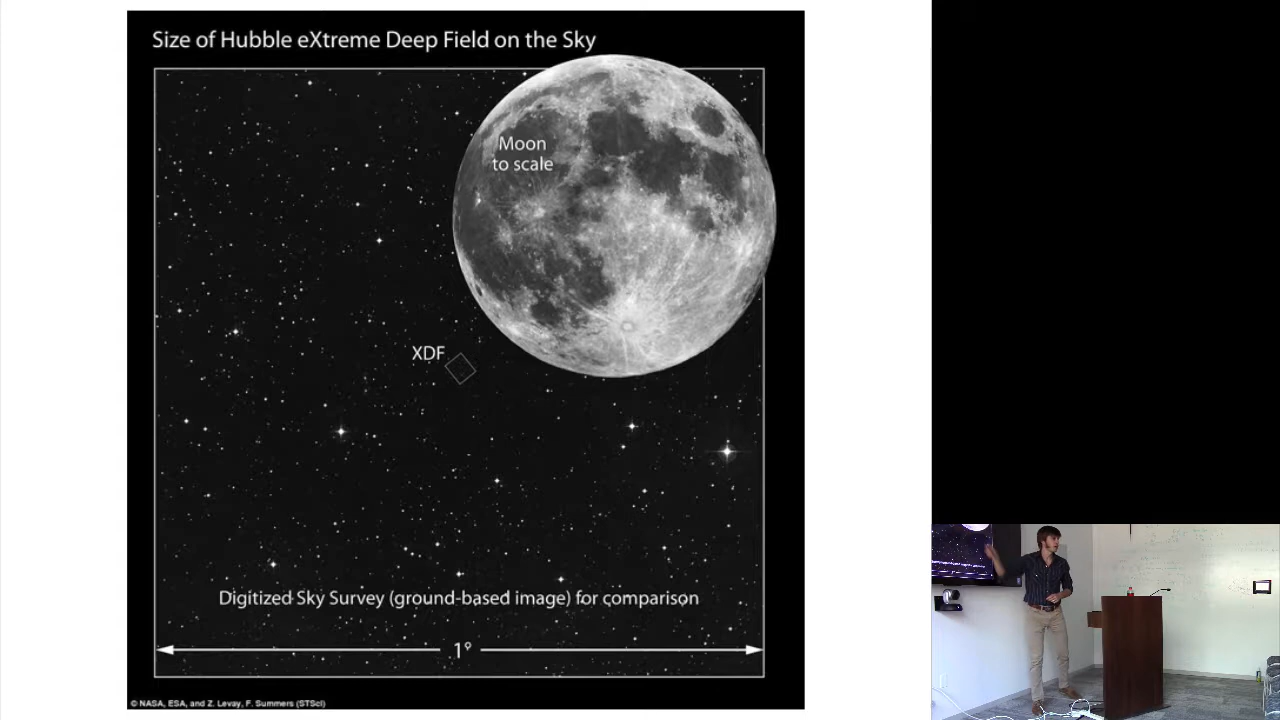 Size of Hubble eXtreme Deep Field on the Sky
Moon
to scale
XDF
Digitized Sky Survey (ground-based image) for comparison
1°
© NASA, ESA, and Z. Levay, F. Summers (STScI)